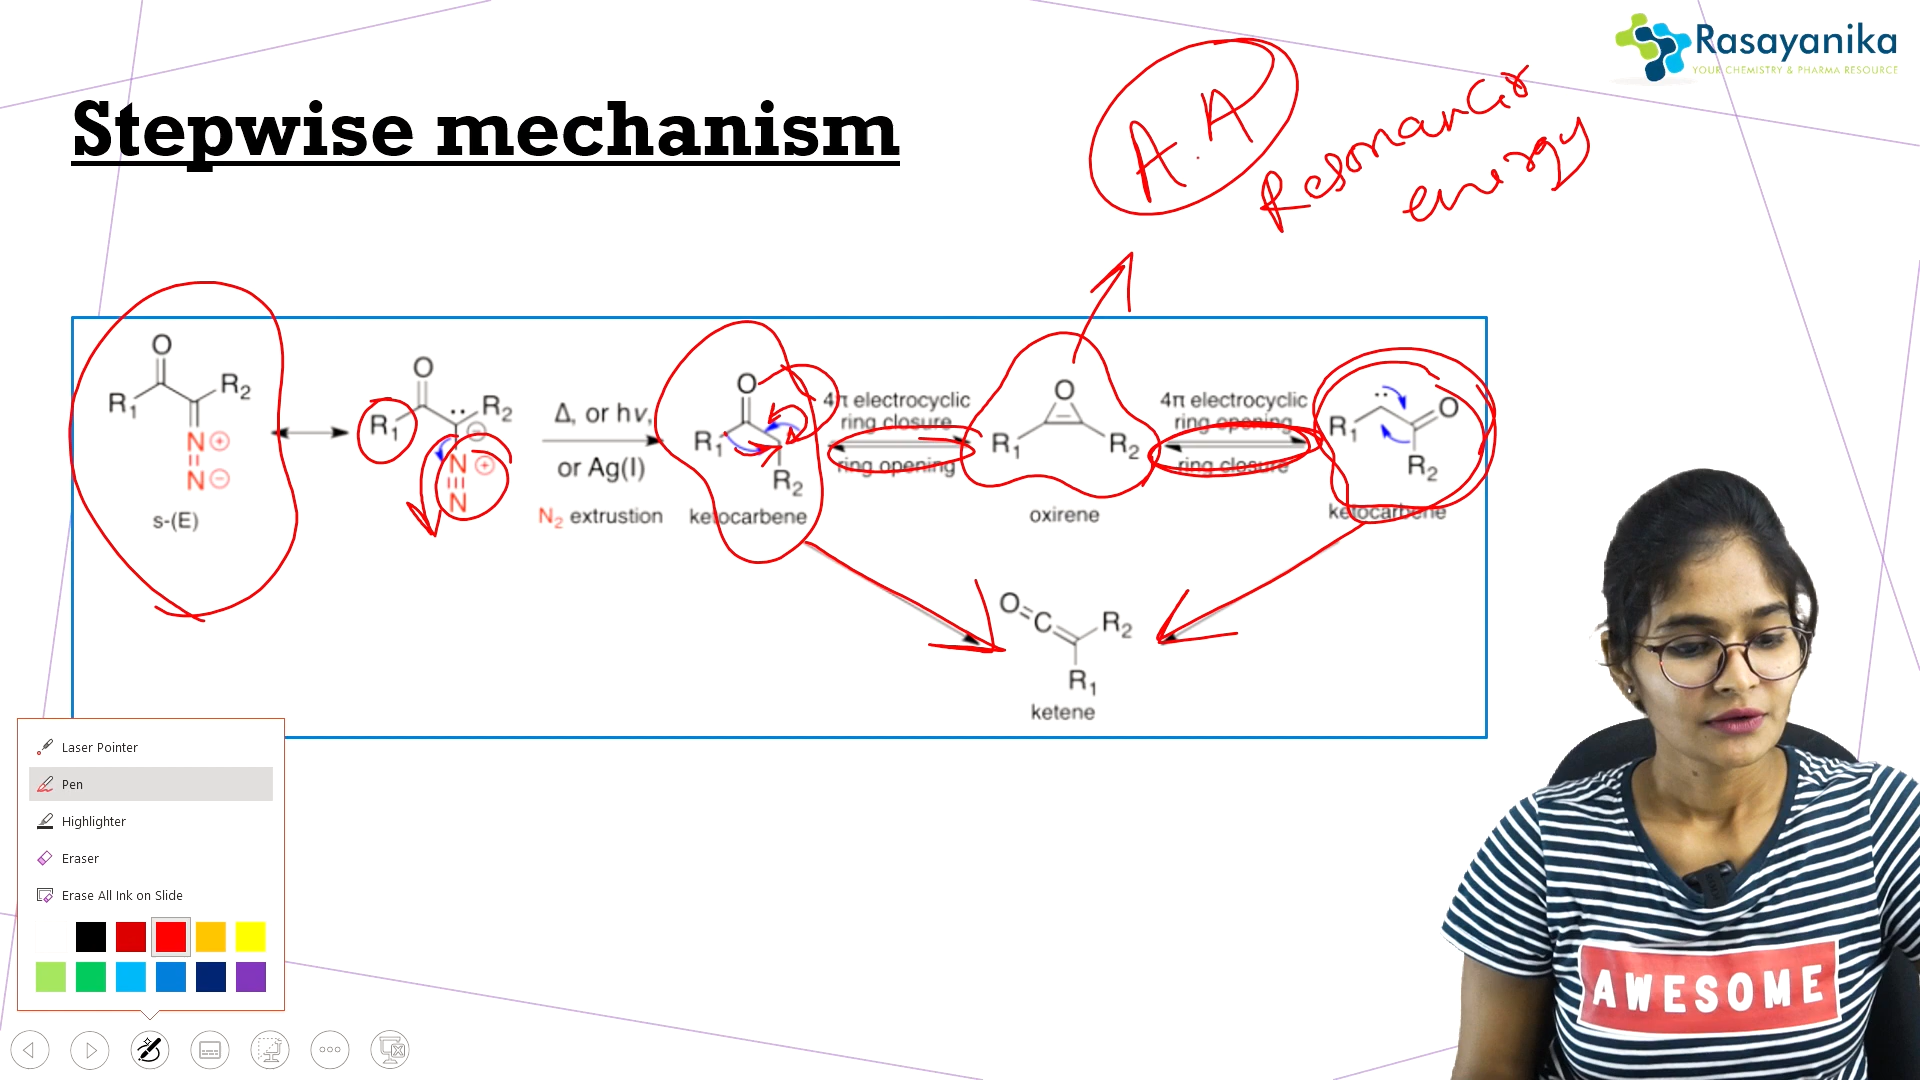 Rasayanika
YOUR CHEMISTRY & PHARMA RESOURCE
Stepwise mechanism
A.A
Resonance
energy
O
R1
R2
N⊕
N⊖
s-(E)
O
R1
R2
⊖
N⊕
N
Δ, or hν,
or Ag(I)
N2 extrustion
O
R1
R2
ketocarbene
4π electrocyclic
ring closure
ring opening
O
R1
R2
oxirene
4π electrocyclic
ring opening
ring closure
R1
O
R2
ketocarbene
O
C
R2
R1
ketene
Laser Pointer
Pen
Highlighter
Eraser
Erase All Ink on Slide
AWESOME